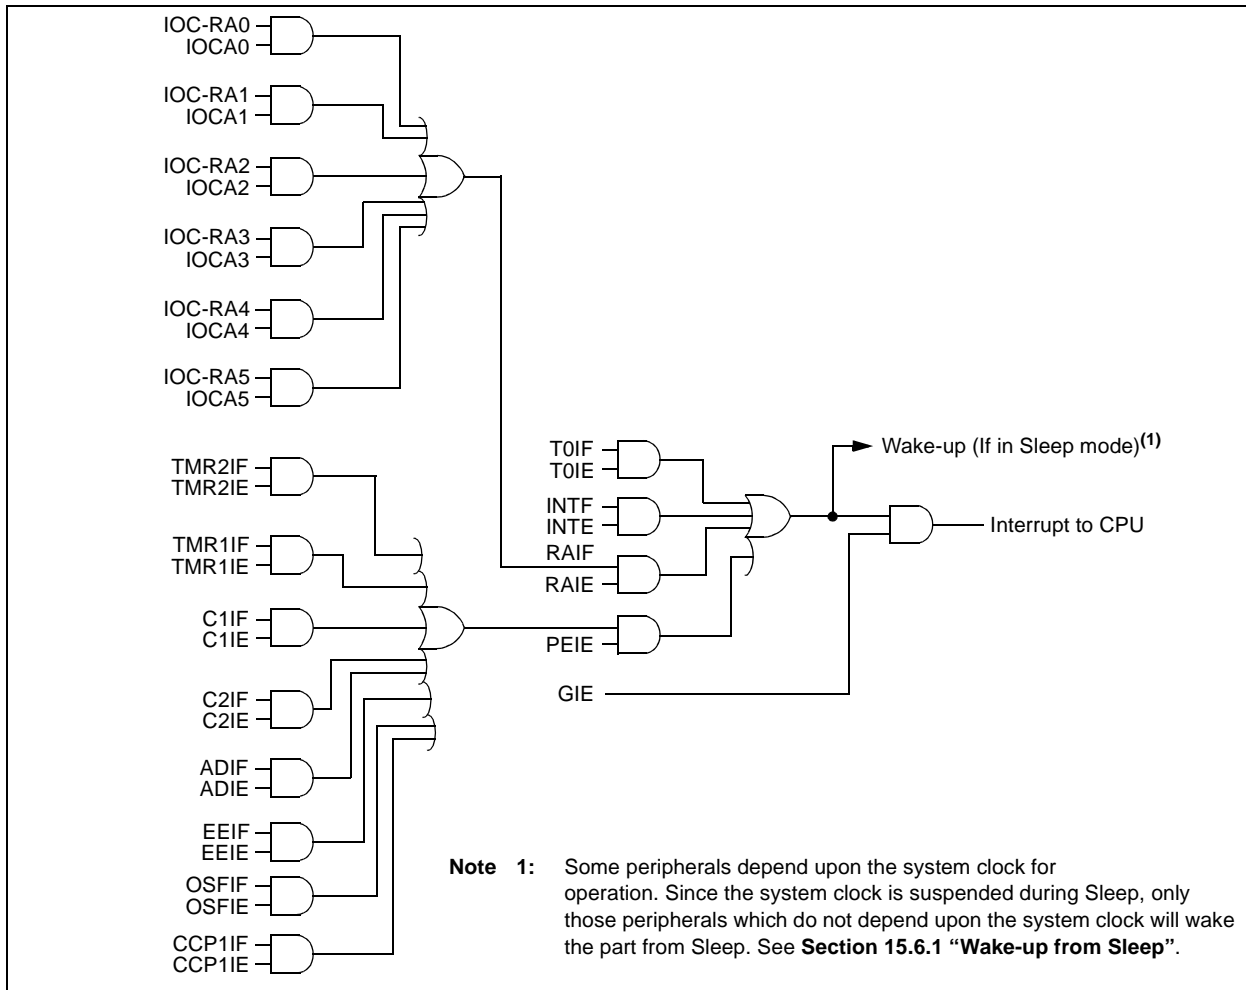 IOC-RA0
IOCA0
IOC-RA1
IOCA1
IOC-RA2
IOCA2
IOC-RA3
IOCA3
IOC-RA4
IOCA4
IOC-RA5
IOCA5
TMR2IF
TMR2IE
TMR1IF
TMR1IE
C1IF
C1IE
C2IF
C2IE
ADIF
ADIE
EEIF
EEIE
OSFIF
OSFIE
CCP1IF
CCP1IE
T0IF
T0IE
INTF
INTE
RAIF
RAIE
PEIE
GIE
Wake-up (If in Sleep mode)(1)
Interrupt to CPU
Note 1: Some peripherals depend upon the system clock for
operation. Since the system clock is suspended during Sleep, only
those peripherals which do not depend upon the system clock will wake
the part from Sleep. See Section 15.6.1 “Wake-up from Sleep”.